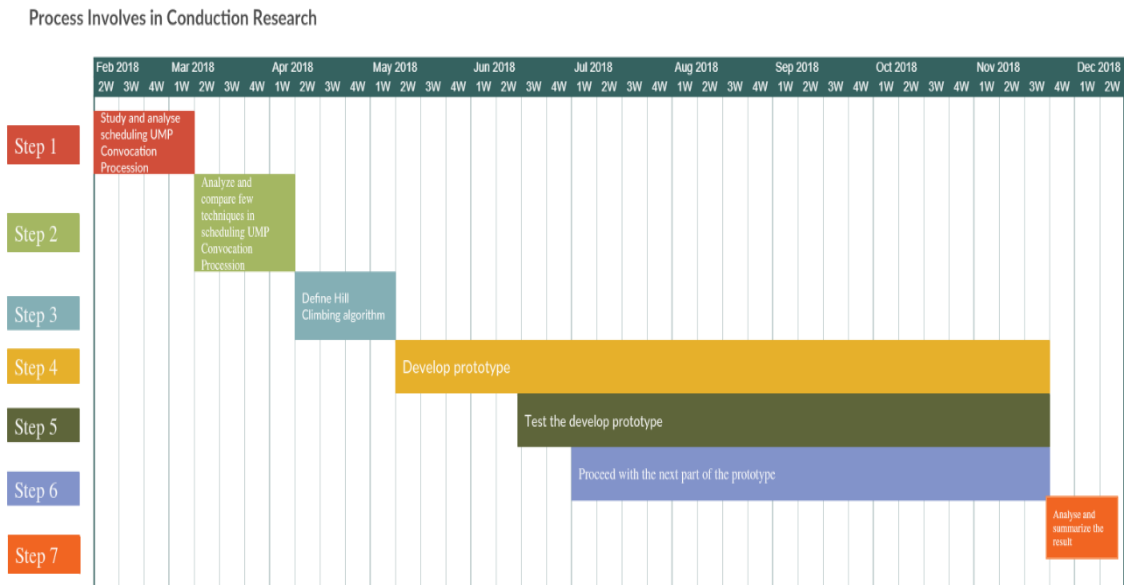 Process Involves in Conduction Research
Feb 2018 Mar 2018 Apr 2018 May 2018 Jun 2018 Jul 2018 Aug 2018 Sep 2018 Oct 2018 Nov 2018 Dec 2018
2W 3W 4W 1W 2W 3W 4W 1W 2W 3W 4W 1W 2W 3W 4W 1W 2W 3W 4W 1W 2W 3W 4W 1W 2W 3W 4W 1W 2W 3W 4W 1W 2W 3W 4W 1W 2W 3W 4W 1W 2W
Step 1
Study and analyse
scheduling UMP
Convocation
Procession
Step 2
Analyze and
compare few
techniques in
scheduling UMP
Convocation
Procession
Step 3
Define Hill
Climbing algorithm
Step 4
Develop prototype
Step 5
Test the develop prototype
Step 6
Proceed with the next part of the prototype
Step 7
Analyse and
summarize the
result